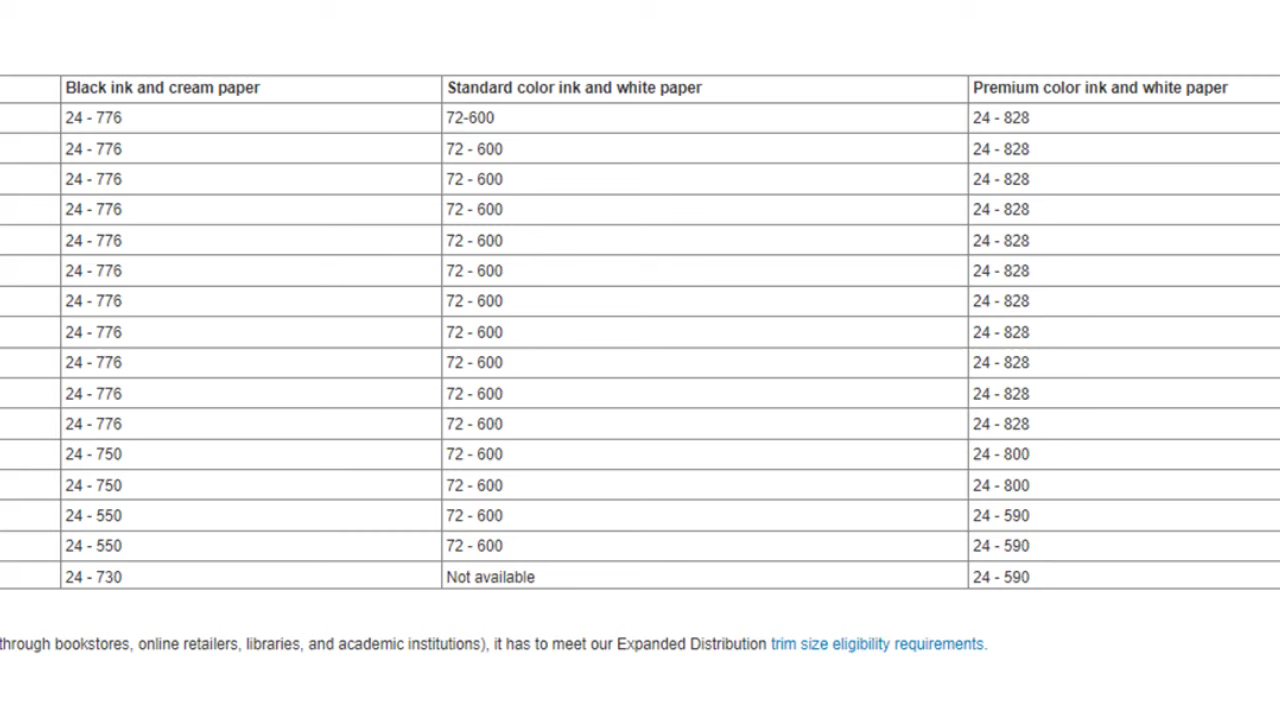 Black ink and cream paper Standard color ink and white paper Premium color ink and white paper
24 - 776 72-600 24 - 828
24 - 776 72 - 600 24 - 828
24 - 776 72 - 600 24 - 828
24 - 776 72 - 600 24 - 828
24 - 776 72 - 600 24 - 828
24 - 776 72 - 600 24 - 828
24 - 776 72 - 600 24 - 828
24 - 776 72 - 600 24 - 828
24 - 776 72 - 600 24 - 828
24 - 776 72 - 600 24 - 828
24 - 776 72 - 600 24 - 828
24 - 750 72 - 600 24 - 800
24 - 750 72 - 600 24 - 800
24 - 550 72 - 600 24 - 590
24 - 550 72 - 600 24 - 590
24 - 730 Not available 24 - 590
through bookstores, online retailers, libraries, and academic institutions), it has to meet our Expanded Distribution trim size eligibility requirements.